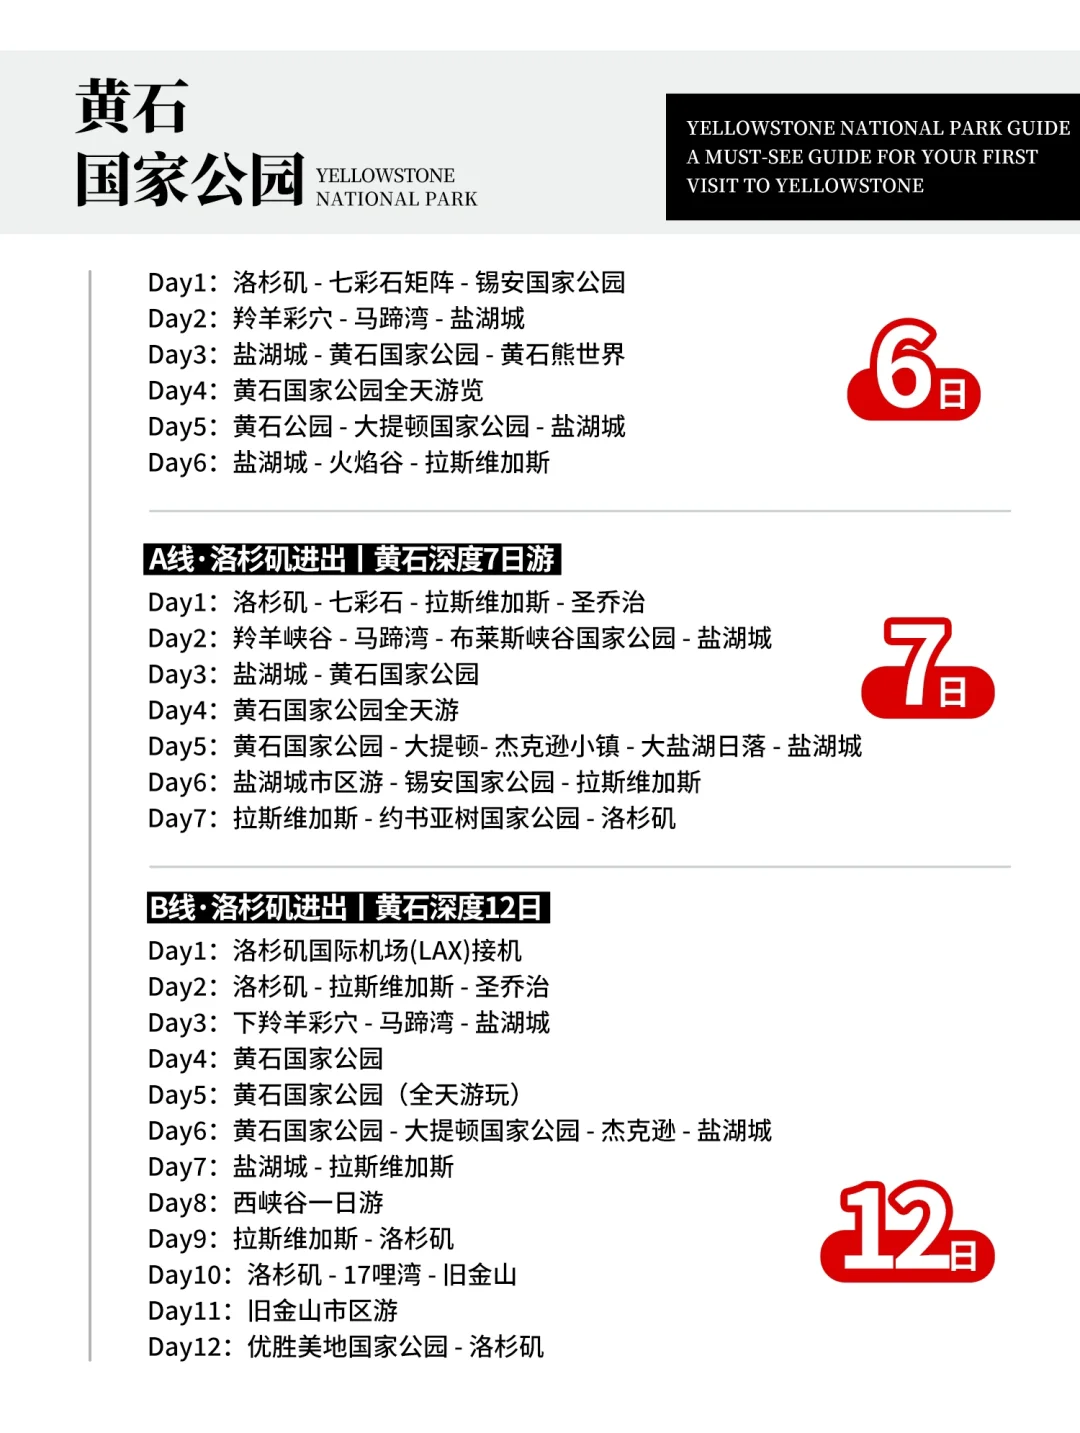 黄石
国家公园
YELLOWSTONE
NATIONAL PARK
YELLOWSTONE NATIONAL PARK GUIDE
A MUST-SEE GUIDE FOR YOUR FIRST
VISIT TO YELLOWSTONE
Day1：洛杉矶 - 七彩石矩阵 - 锡安国家公园
Day2：羚羊彩穴 - 马蹄湾 - 盐湖城
Day3：盐湖城 - 黄石国家公园 - 黄石熊世界
Day4：黄石国家公园全天游览
Day5：黄石公园 - 大提顿国家公园 - 盐湖城
Day6：盐湖城 - 火焰谷 - 拉斯维加斯
6日
A线·洛杉矶进出丨黄石深度7日游
Day1：洛杉矶 - 七彩石 - 拉斯维加斯 - 圣乔治
Day2：羚羊峡谷 - 马蹄湾 - 布莱斯峡谷国家公园 - 盐湖城
Day3：盐湖城 - 黄石国家公园
Day4：黄石国家公园全天游
Day5：黄石国家公园 - 大提顿- 杰克逊小镇 - 大盐湖日落 - 盐湖城
Day6：盐湖城市区游 - 锡安国家公园 - 拉斯维加斯
Day7：拉斯维加斯 - 约书亚树国家公园 - 洛杉矶
7日
B线·洛杉矶进出丨黄石深度12日
Day1：洛杉矶国际机场(LAX)接机
Day2：洛杉矶 - 拉斯维加斯 - 圣乔治
Day3：下羚羊彩穴 - 马蹄湾 - 盐湖城
Day4：黄石国家公园
Day5：黄石国家公园（全天游玩）
Day6：黄石国家公园 - 大提顿国家公园 - 杰克逊 - 盐湖城
Day7：盐湖城 - 拉斯维加斯
Day8：西峡谷一日游
Day9：拉斯维加斯 - 洛杉矶
Day10：洛杉矶 - 17哩湾 - 旧金山
Day11：旧金山市区游
Day12：优胜美地国家公园 - 洛杉矶
12日